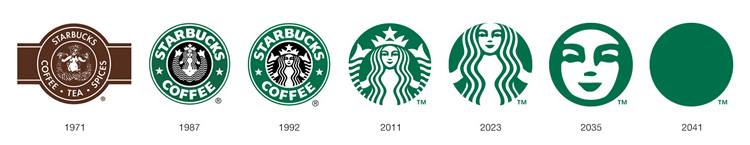 STARBUCKS
COFFEE • TEA • SPICES
®
STARBUCKS
COFFEE
®
STARBUCKS
COFFEE
®
TM
TM
TM
TM
1971
1987
1992
2011
2023
2035
2041